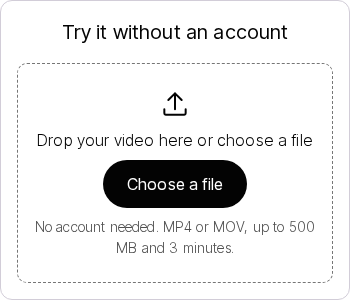 Try it without an account
Drop your video here or choose a file
Choose a file
No account needed. MP4 or MOV, up to 500
MB and 3 minutes.